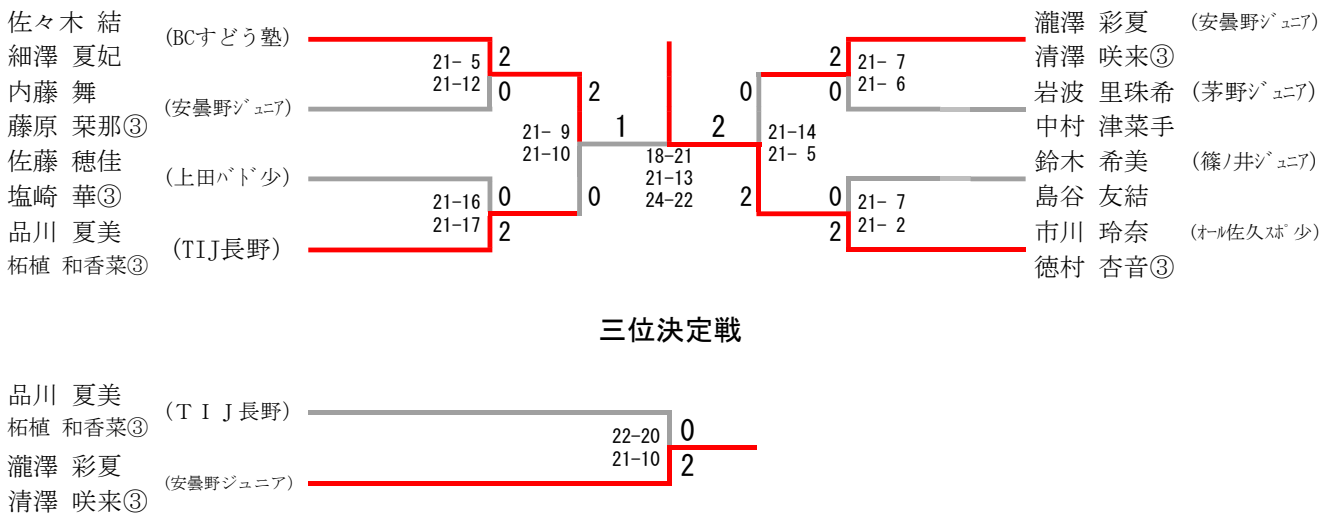 佐々木 結
細澤 夏妃
(BCすどう塾)
内藤 舞
藤原 栞那③
(安曇野ジュニア)
佐藤 穂佳
塩崎 華③
(上田バド少)
品川 夏美
柘植 和香菜③
(TIJ長野)
21- 5
21-12
2
0
21-16
21-17
0
2
21- 9
21-10
2
0
1
2
18-21
21-13
24-22
0
2
21-14
21- 5
2
0
21- 7
21- 6
0
2
21- 7
21- 2
瀧澤 彩夏
清澤 咲来③
(安曇野ジュニア)
岩波 里珠希
中村 津菜手
(茅野ジュニア)
鈴木 希美
島谷 友結
(篠ノ井ジュニア)
市川 玲奈
徳村 杏音③
(オール佐久スポ少)
三位決定戦
品川 夏美
柘植 和香菜③
(TIJ長野)
瀧澤 彩夏
清澤 咲来③
(安曇野ジュニア)
22-20
21-10
0
2